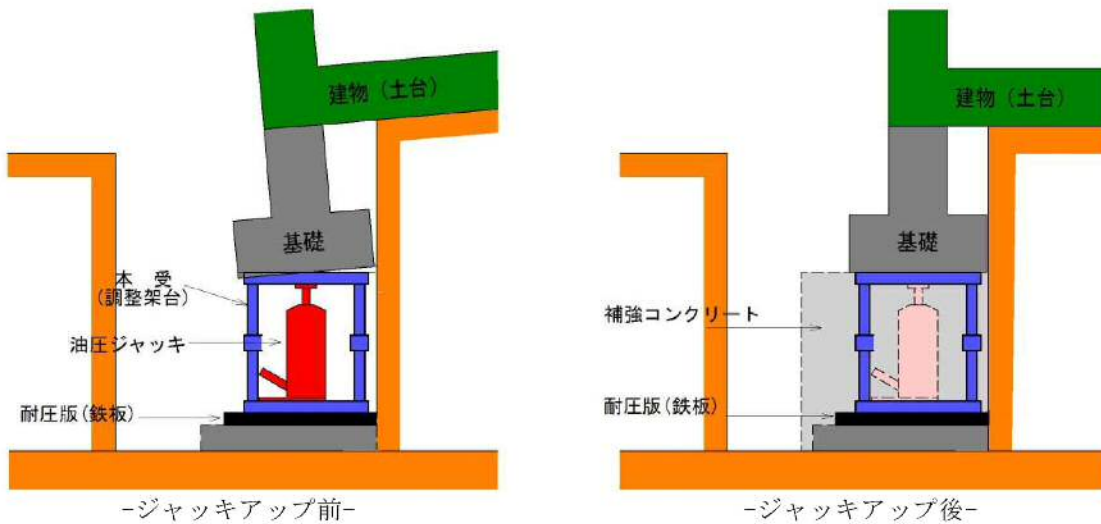 建物(土台)
基礎
本 受
(調整架台)
油圧ジャッキ
耐圧版(鉄板)
-ジャッキアップ前-
建物(土台)
基礎
補強コンクリート
耐圧版(鉄板)
-ジャッキアップ後-